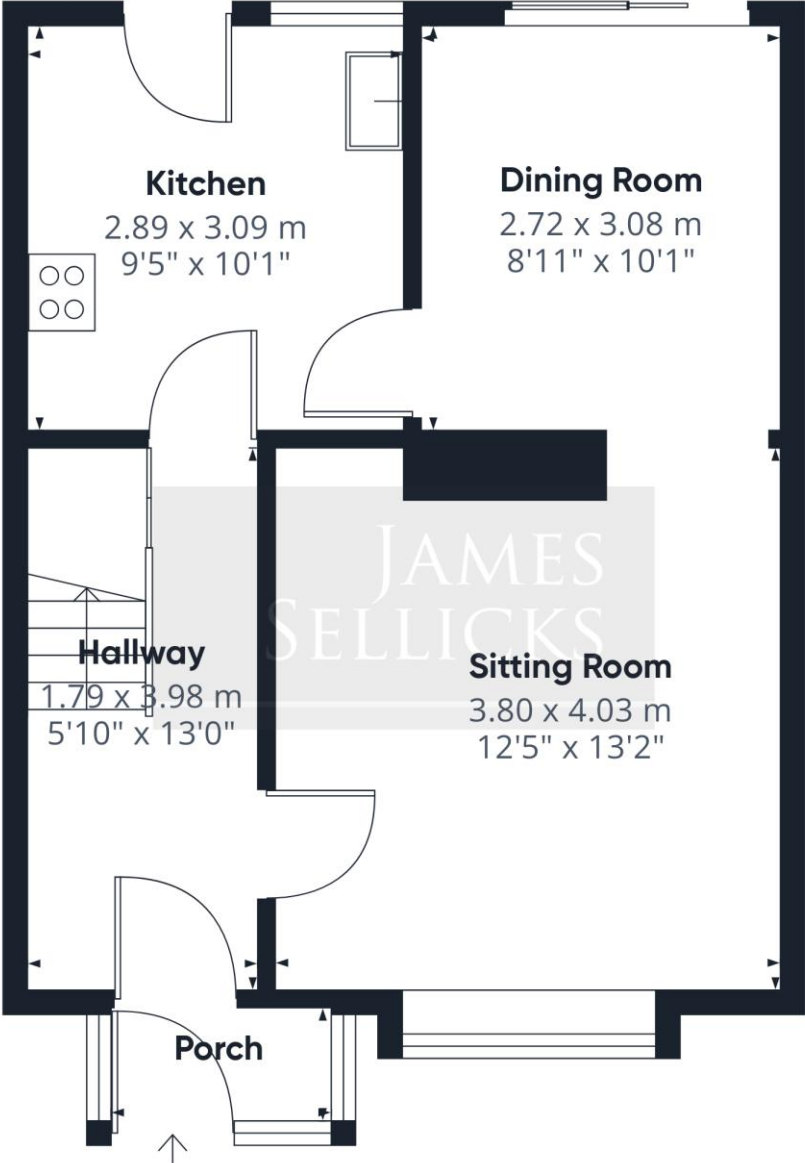 Kitchen
2.89 x 3.09 m
9'5" x 10'1"
Dining Room
2.72 x 3.08 m
8'11" x 10'1"
JAMES
SELLICKS
Hallway
1.79 x 3.98 m
5'10" x 13'0"
Sitting Room
3.80 x 4.03 m
12'5" x 13'2"
Porch